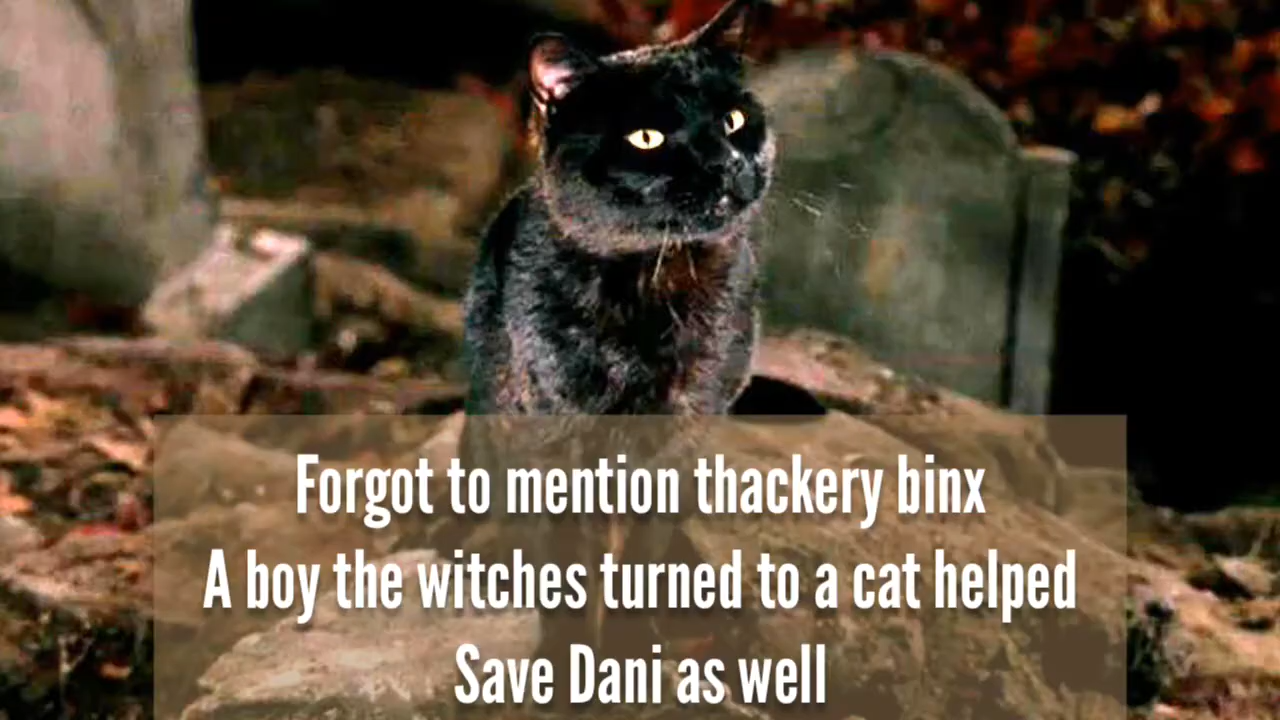 Forgot to mention thackery binx
A boy the witches turned to a cat helped
Save Dani as well